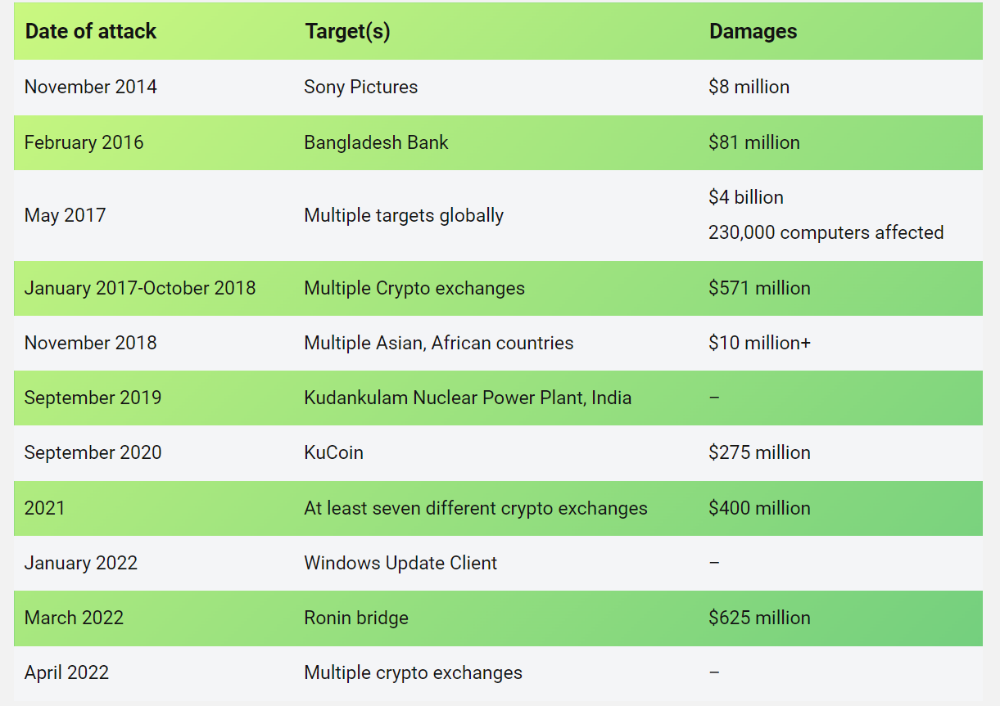 Date of attack Target(s) Damages
November 2014 Sony Pictures $8 million
February 2016 Bangladesh Bank $81 million
May 2017 Multiple targets globally $4 billion
230,000 computers affected
January 2017-October 2018 Multiple Crypto exchanges $571 million
November 2018 Multiple Asian, African countries $10 million+
September 2019 Kudankulam Nuclear Power Plant, India –
September 2020 KuCoin $275 million
2021 At least seven different crypto exchanges $400 million
January 2022 Windows Update Client –
March 2022 Ronin bridge $625 million
April 2022 Multiple crypto exchanges –